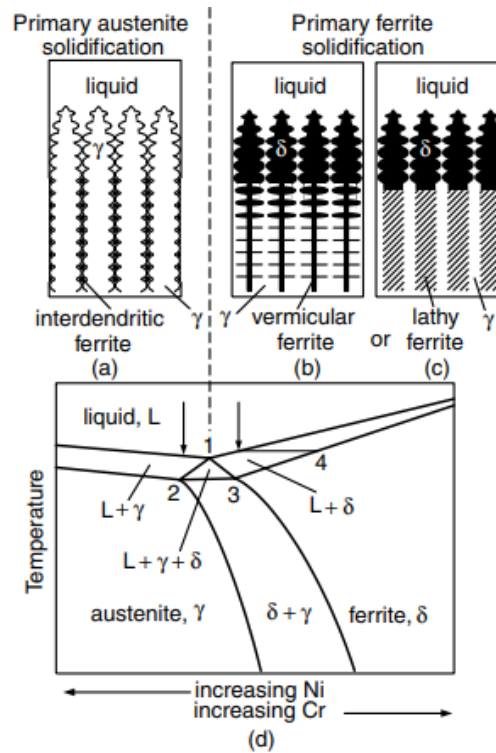 Primary austenite
solidification
Primary ferrite
solidification
liquid
γ
interdendritic
ferrite
γ
(a)
liquid
δ
γ
vermicular
ferrite
(b)
or
liquid
δ
lathy
ferrite
γ
(c)
Temperature
liquid, L
1
2
3
4
L + γ
L + δ
L + γ + δ
austenite, γ
δ + γ
ferrite, δ
increasing Ni
increasing Cr
(d)